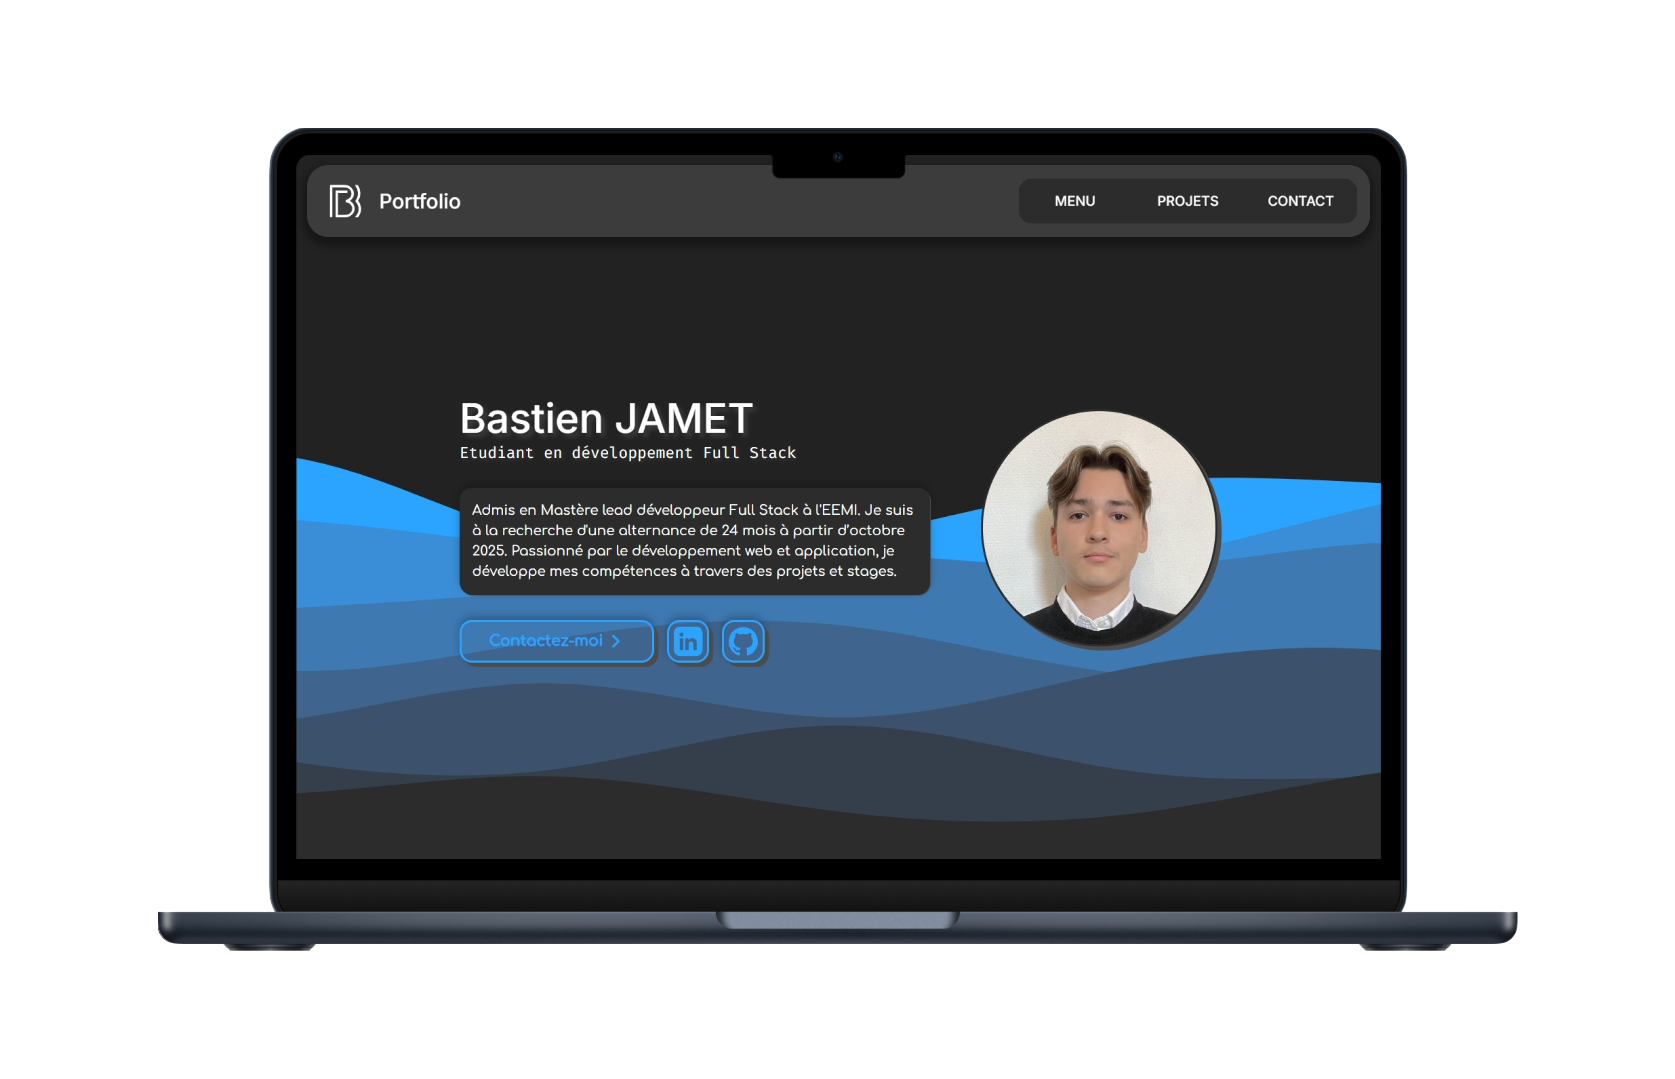 Portfolio
MENU PROJETS CONTACT
Bastien JAMET
Etudiant en développement Full Stack
Admis en Mastère lead développeur Full Stack à l'EEMI. Je suis
à la recherche d'une alternance de 24 mois à partir d'octobre
2025. Passionné par le développement web et application, je
développe mes compétences à travers des projets et stages.
Contactez-moi
in